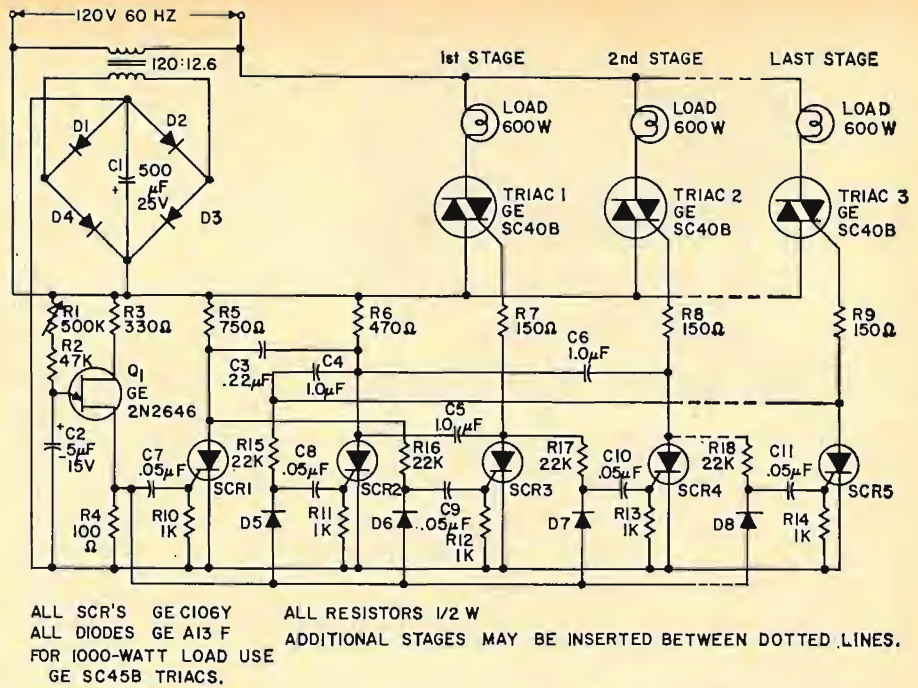 120V 60 HZ
120:12.6
1st STAGE
2nd STAGE
LAST STAGE
LOAD
600W
LOAD
600W
LOAD
600W
D1
D2
C1
500
μF
25V
+
D4
D3
TRIAC 1
GE
SC40B
TRIAC 2
GE
SC40B
TRIAC 3
GE
SC40B
R1
500K
R3
330Ω
R5
750Ω
R6
470Ω
R7
150Ω
R8
150Ω
R9
150Ω
R2
47K
Q1
GE
2N2646
C3
.22μF
C4
1.0μF
C6
1.0μF
C5
1.0μF
+
C2
.5μF
15V
C7
.05μF
SCR1
R15
22K
C8
.05μF
SCR2
R16
22K
C9
.05μF
SCR3
R17
22K
C10
.05μF
SCR4
R18
22K
C11
.05μF
SCR5
R4
100
Ω
R10
1K
D5
R11
1K
D6
R12
1K
D7
R13
1K
D8
R14
1K
ALL SCR'S GE C106Y
ALL DIODES GE A13 F
FOR 1000-WATT LOAD USE
GE SC45B TRIACS.
ALL RESISTORS 1/2 W
ADDITIONAL STAGES MAY BE INSERTED BETWEEN DOTTED LINES.